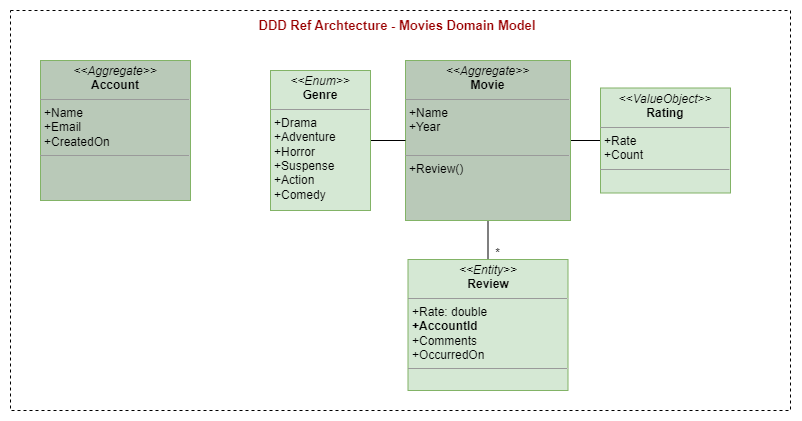 DDD Ref Archtecture - Movies Domain Model
<<Aggregate>>
Account
+Name
+Email
+CreatedOn
<<Enum>>
Genre
+Drama
+Adventure
+Horror
+Suspense
+Action
+Comedy
<<Aggregate>>
Movie
+Name
+Year
+Review()
<<ValueObject>>
Rating
+Rate
+Count
*
<<Entity>>
Review
+Rate: double
+AccountId
+Comments
+OccurredOn